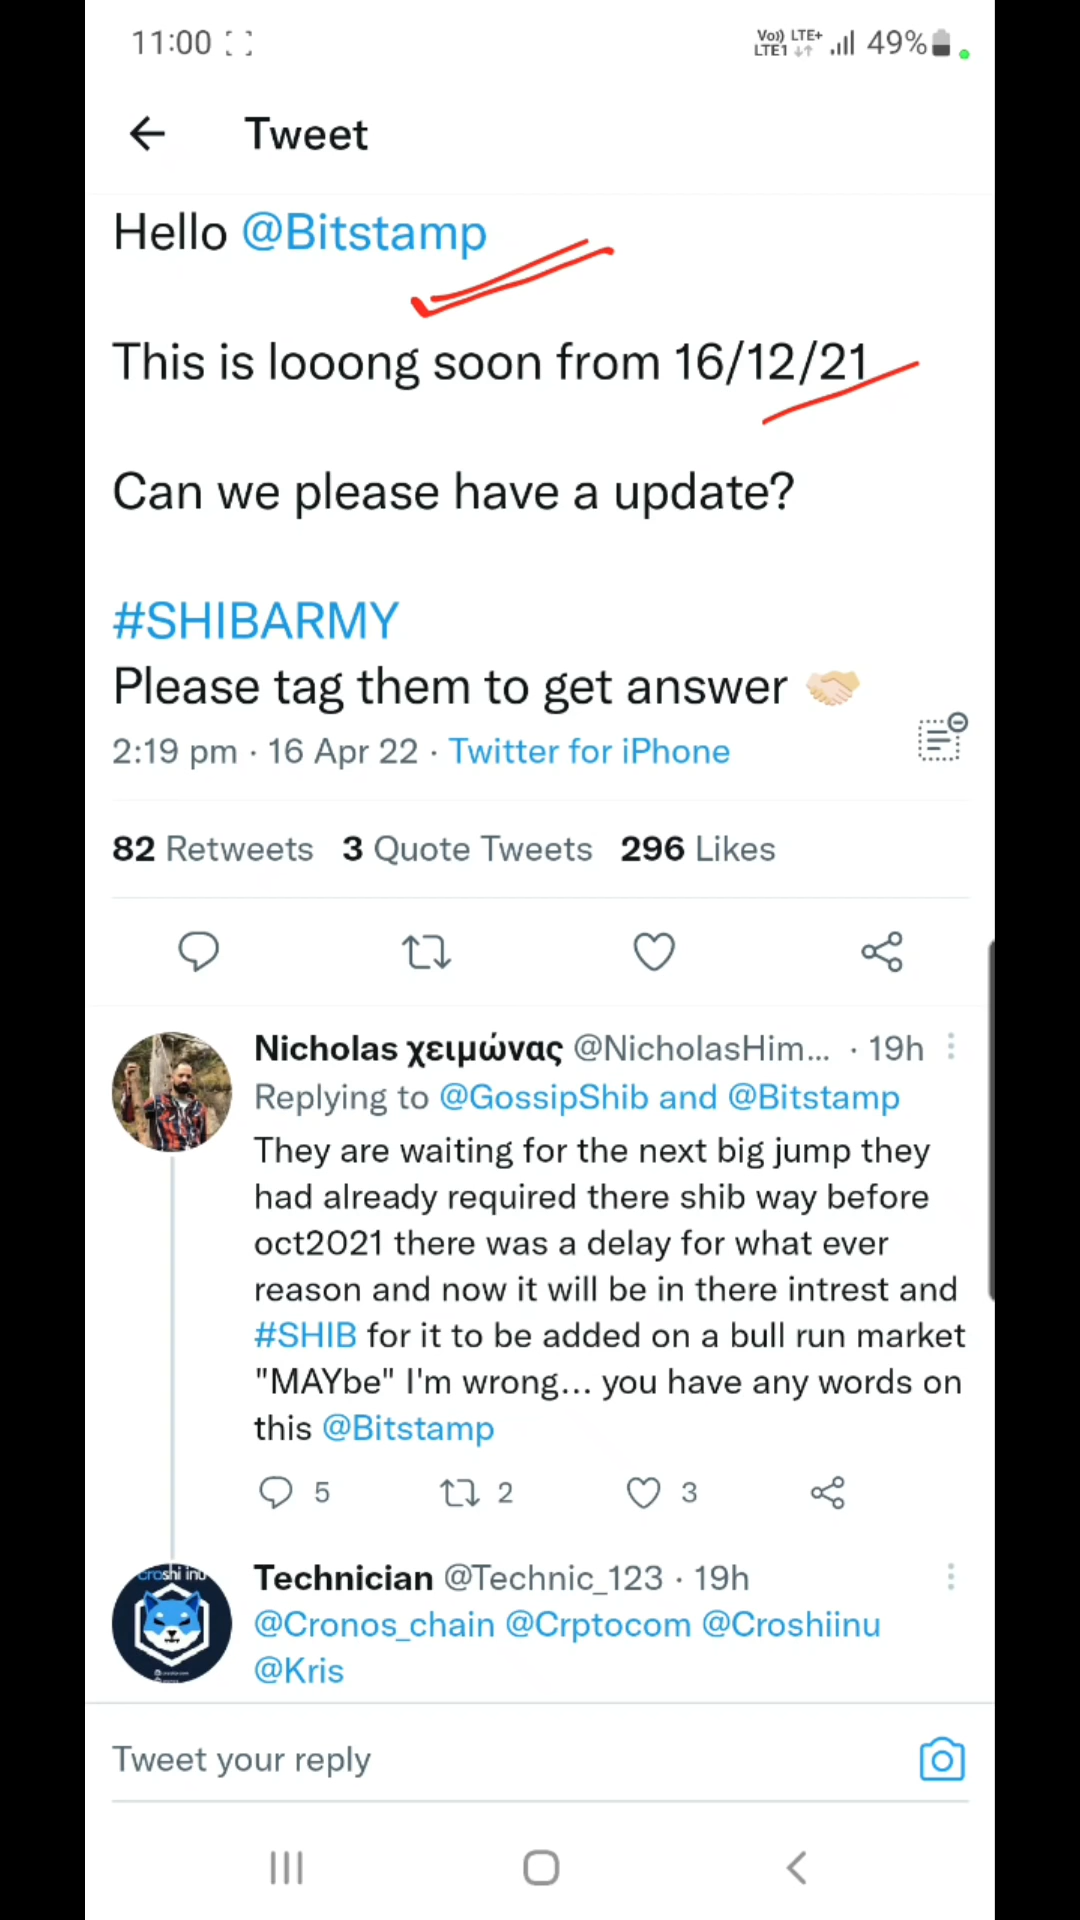 11:00
Vo)) LTE+
LTE1
49%
Tweet
Hello @Bitstamp
This is looong soon from 16/12/21
Can we please have a update?
#SHIBARMY
Please tag them to get answer
2:19 pm · 16 Apr 22 · Twitter for iPhone
82 Retweets 3 Quote Tweets 296 Likes
Nicholas χειμώνας @NicholasHim... · 19h
Replying to @GossipShib and @Bitstamp
They are waiting for the next big jump they
had already required there shib way before
oct2021 there was a delay for what ever
reason and now it will be in there intrest and
#SHIB for it to be added on a bull run market
"MAYbe" I'm wrong... you have any words on
this @Bitstamp
5 2 3
croshi inu
Technician @Technic_123 · 19h
@Cronos_chain @Crptocom @Croshiinu
@Kris
Tweet your reply